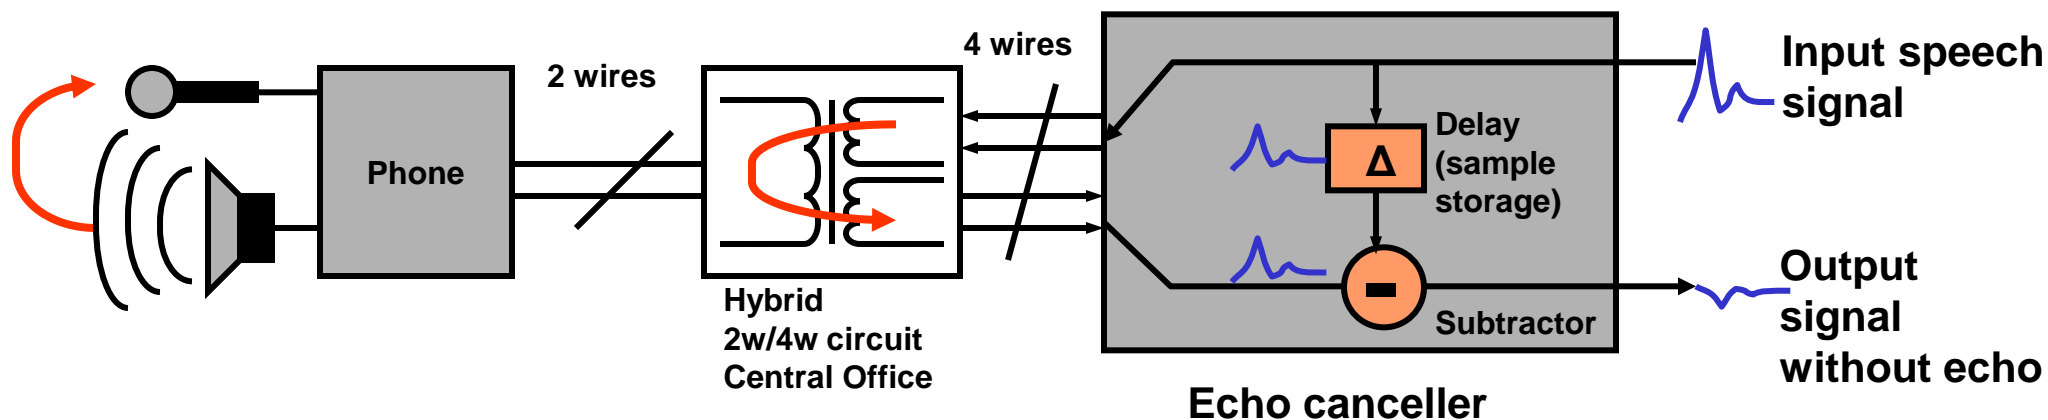 2 wires
4 wires
Input speech
signal
Phone
Delay
(sample
storage)
Δ
Hybrid
2w/4w circuit
Central Office
-
Subtractor
Output
signal
without echo
Echo canceller